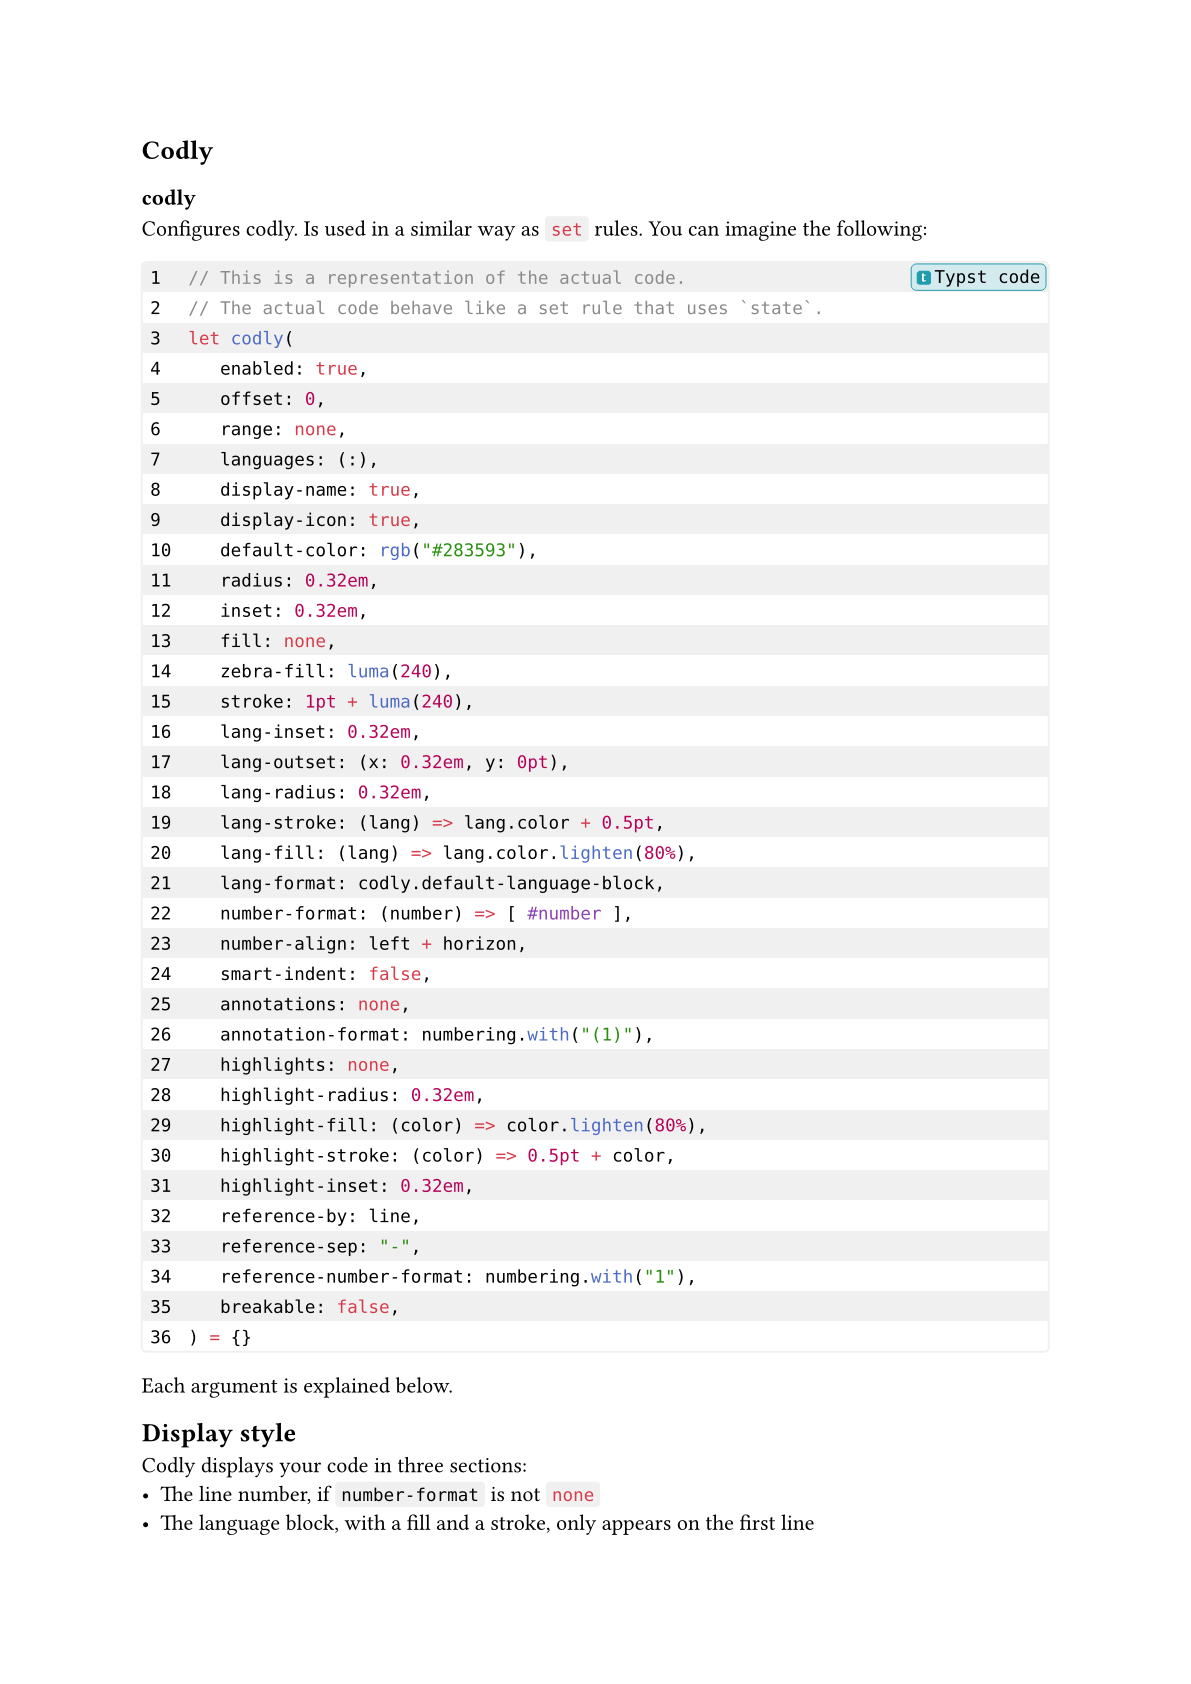 Codly
codly
Configures codly. Is used in a similar way as set rules. You can imagine the following:
1 // This is a representation of the actual code. Typst code
2 // The actual code behave like a set rule that uses `state`.
3 let codly(
4 enabled: true,
5 offset: 0,
6 range: none,
7 languages: (:),
8 display-name: true,
9 display-icon: true,
10 default-color: rgb("#283593"),
11 radius: 0.32em,
12 inset: 0.32em,
13 fill: none,
14 zebra-fill: luma(240),
15 stroke: 1pt + luma(240),
16 lang-inset: 0.32em,
17 lang-outset: (x: 0.32em, y: 0pt),
18 lang-radius: 0.32em,
19 lang-stroke: (lang) => lang.color + 0.5pt,
20 lang-fill: (lang) => lang.color.lighten(80%),
21 lang-format: codly.default-language-block,
22 number-format: (number) => [ #number ],
23 number-align: left + horizon,
24 smart-indent: false,
25 annotations: none,
26 annotation-format: numbering.with("(1)"),
27 highlights: none,
28 highlight-radius: 0.32em,
29 highlight-fill: (color) => color.lighten(80%),
30 highlight-stroke: (color) => 0.5pt + color,
31 highlight-inset: 0.32em,
32 reference-by: line,
33 reference-sep: "-",
34 reference-number-format: numbering.with("1"),
35 breakable: false,
36 ) = {}
Each argument is explained below.
Display style
Codly displays your code in three sections:
• The line number, if number-format is not none
• The language block, with a fill and a stroke, only appears on the first line